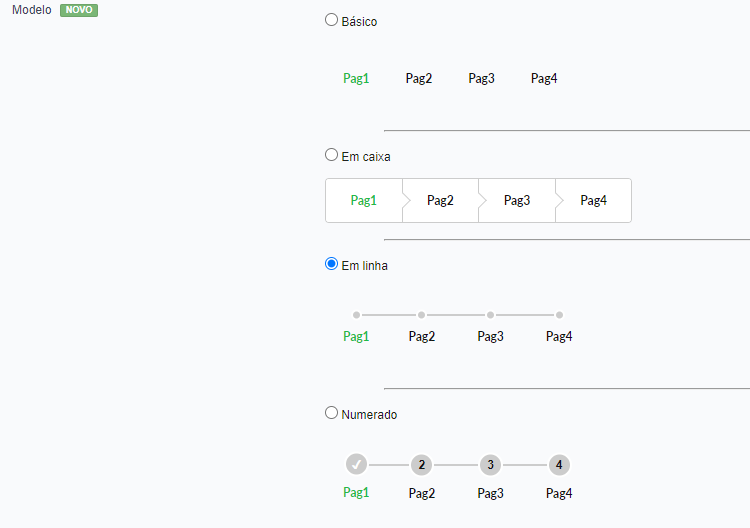 Modelo NOVO
Básico
Pag1 Pag2 Pag3 Pag4
Em caixa
Pag1 Pag2 Pag3 Pag4
Em linha
Pag1 Pag2 Pag3 Pag4
Numerado
✓ 2 3 4
Pag1 Pag2 Pag3 Pag4